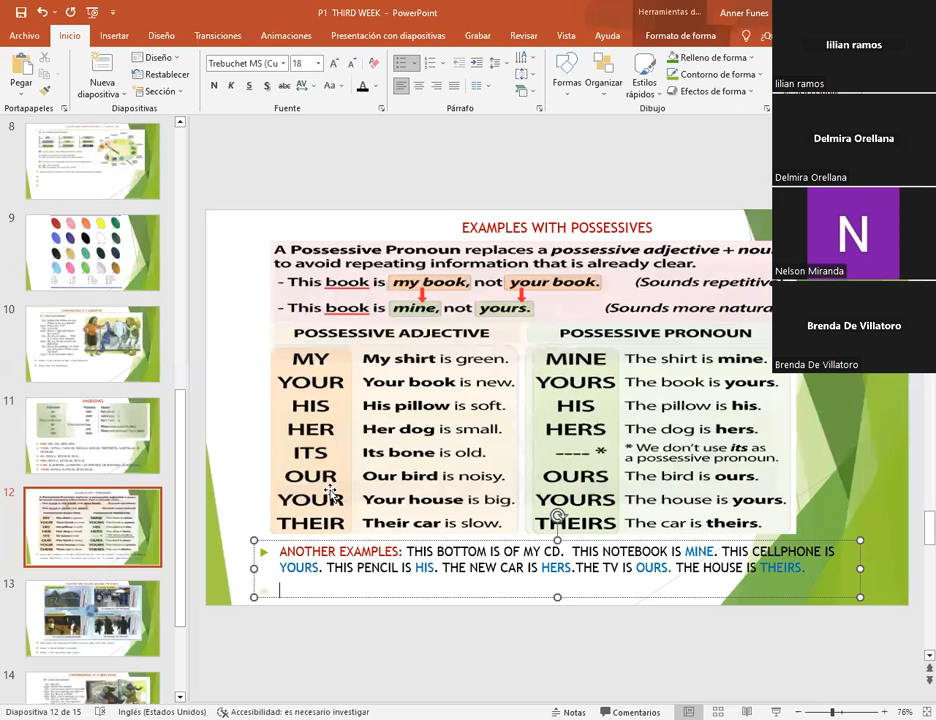 P1 THIRD WEEK - PowerPoint
Herramientas d...
Anner Funes
Archivo
Inicio
Insertar
Diseño
Transiciones
Animaciones
Presentación con diapositivas
Grabar
Revisar
Vista
Ayuda
Formato de forma
Pegar
Nueva
diapositiva
Diseño
Restablecer
Sección
Trebuchet MS (Cu
18
N K S abc AV Aa A
Formas
Organizar
Estilos
rápidos
Relleno de forma
Contorno de forma
Efectos de forma
Portapapeles
Diapositivas
Fuente
Párrafo
Dibujo
lilian ramos
lilian ramos
Delmira Orellana
Delmira Orellana
N
Nelson Miranda
Brenda De Villatoro
Brenda De Villatoro
8
9
10
11
12
13
14
EXAMPLES WITH POSSESSIVES
A Possessive Pronoun replaces a possessive adjective + nou
to avoid repeating information that is already clear.
- This book is my book, not your book. (Sounds repetitive
- This book is mine, not yours. (Sounds more natura
POSSESSIVE ADJECTIVE POSSESSIVE PRONOUN
MY My shirt is green. MINE The shirt is mine.
YOUR Your book is new. YOURS The book is yours.
HIS His pillow is soft. HIS The pillow is his.
HER Her dog is small. HERS The dog is hers.
ITS Its bone is old. ---- * * We don't use its as
a possessive pronoun.
OUR Our bird is noisy. OURS The bird is ours.
YOUR Your house is big. YOURS The house is yours.
THEIR Their car is slow. THEIRS The car is theirs.
ANOTHER EXAMPLES: THIS BOTTOM IS OF MY CD. THIS NOTEBOOK IS MINE. THIS CELLPHONE IS
YOURS. THIS PENCIL IS HIS. THE NEW CAR IS HERS.THE TV IS OURS. THE HOUSE IS THEIRS.
Diapositiva 12 de 15
Inglés (Estados Unidos)
Accesibilidad: es necesario investigar
Notas
Comentarios
76%